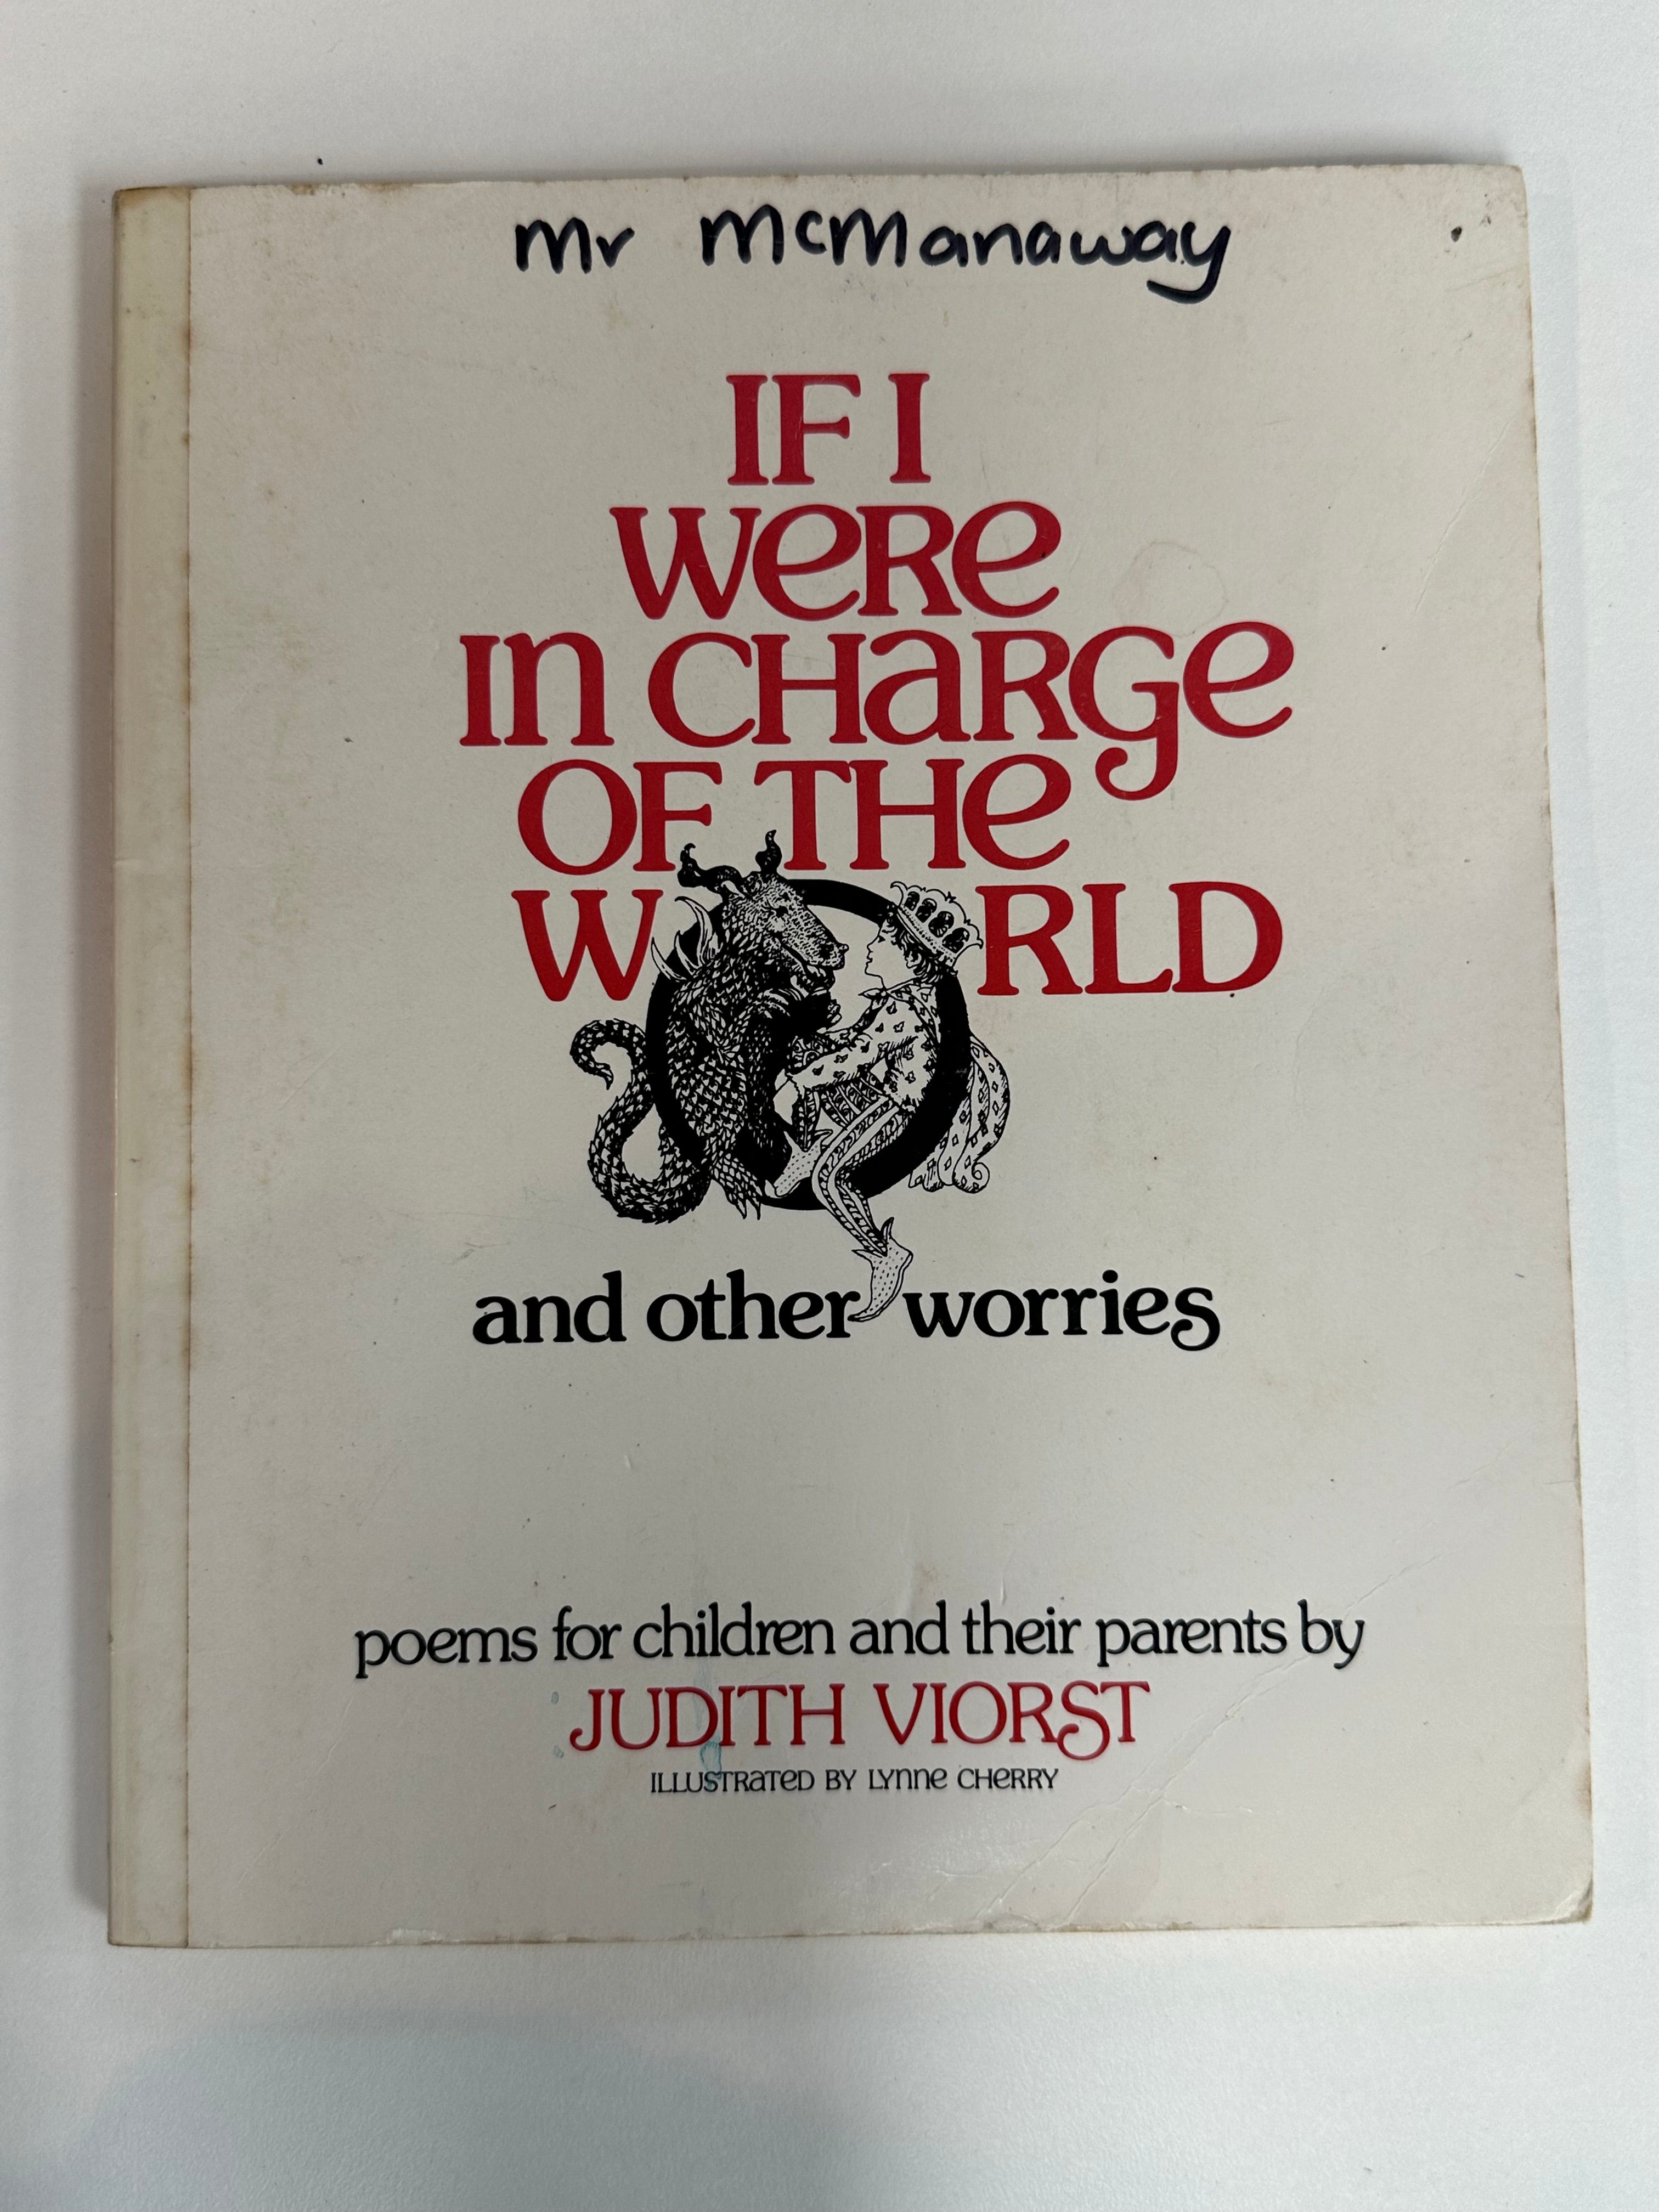 Mr McManaway
IF I
WeRe
In CHaRGe
OF THe
WORLD
and other worries
poems for children and their parents by
JUDITH VIORST
ILLUSTRaTeD BY LYnne CHeRRY